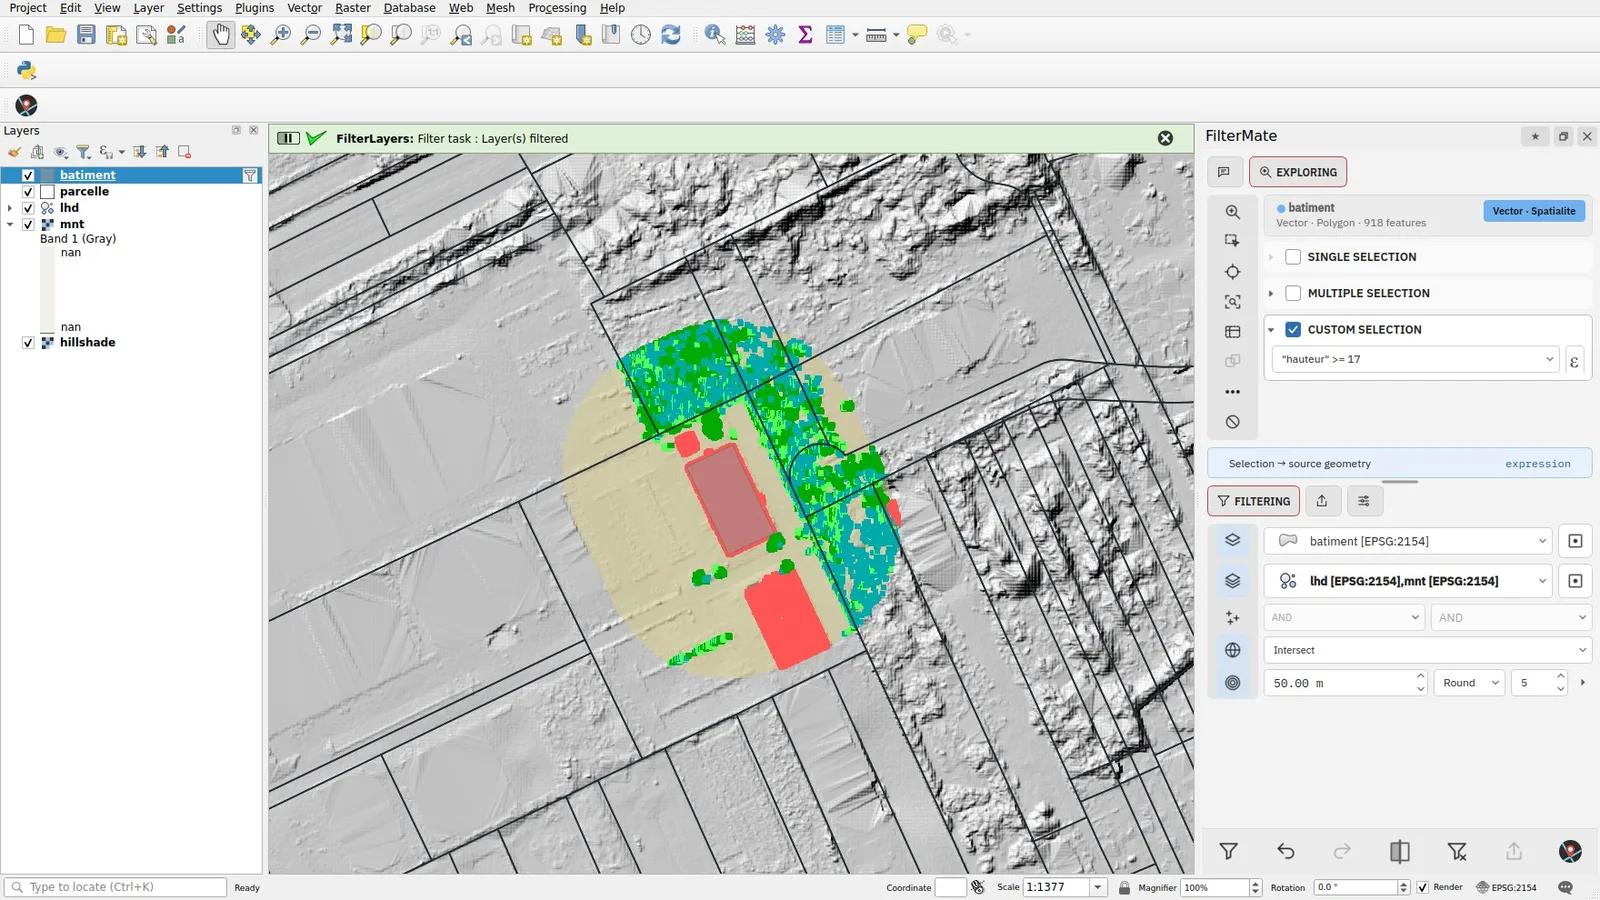 Project Edit View Layer Settings Plugins Vector Raster Database Web Mesh Processing Help
Layers
batiment
parcelle
lhd
mnt
Band 1 (Gray)
nan
nan
hillshade
FilterLayers: Filter task : Layer(s) filtered
FilterMate
EXPLORING
batiment
Vector · Polygon · 918 features
Vector · Spatialite
SINGLE SELECTION
MULTIPLE SELECTION
CUSTOM SELECTION
"hauteur" >= 17
ε
Selection → source geometry
expression
FILTERING
batiment [EPSG:2154]
lhd [EPSG:2154],mnt [EPSG:2154]
AND AND
Intersect
50.00 m Round 5
Type to locate (Ctrl+K) Ready Coordinate Scale 1:1377 Magnifier 100% Rotation 0.0 ° Render EPSG:2154